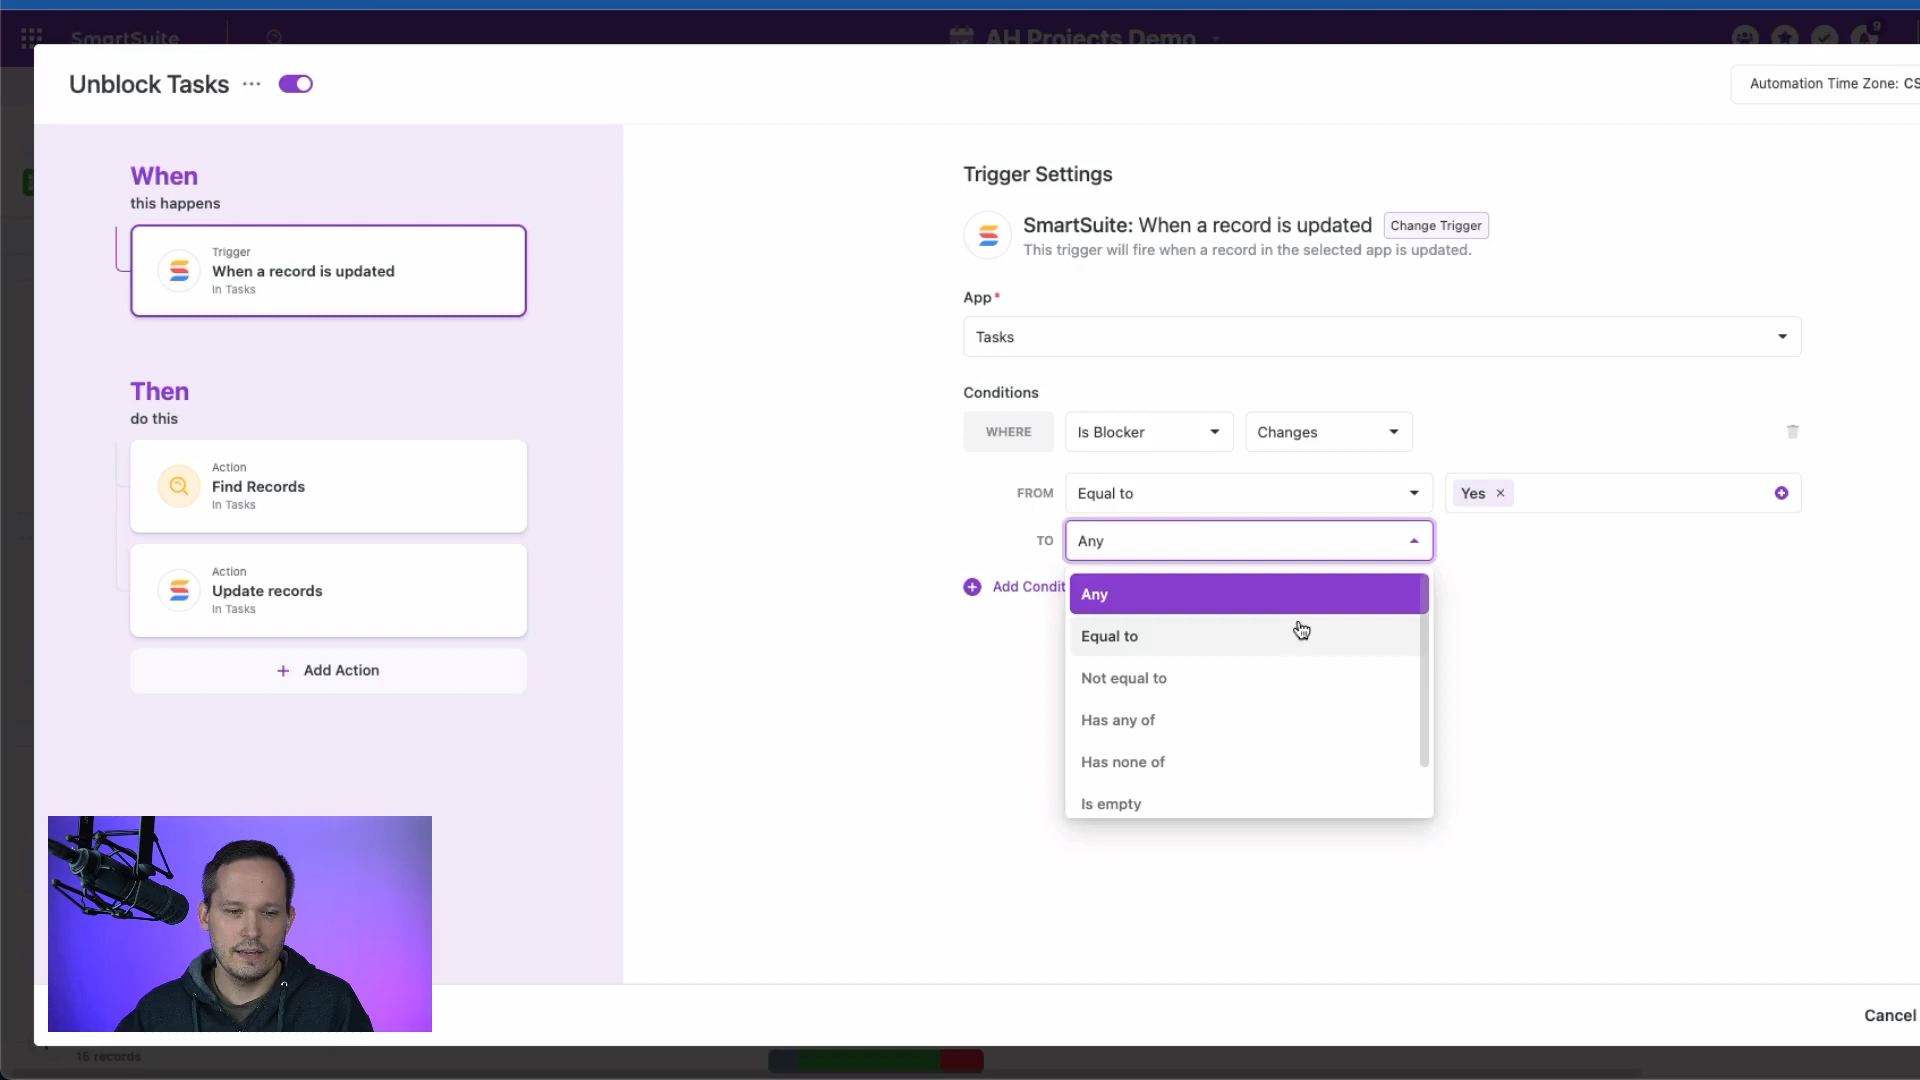 SmartSuite
AH Projects Demo
9
Unblock Tasks ...
Automation Time Zone: CS
When
this happens
Trigger
When a record is updated
In Tasks
Then
do this
Action
Find Records
In Tasks
Action
Update records
In Tasks
+ Add Action
Trigger Settings
SmartSuite: When a record is updated
Change Trigger
This trigger will fire when a record in the selected app is updated.
App*
Tasks
Conditions
WHERE
Is Blocker
Changes
FROM
Equal to
Yes ×
TO
Any
Add Condit
Any
Equal to
Not equal to
Has any of
Has none of
Is empty
Cancel
16 records